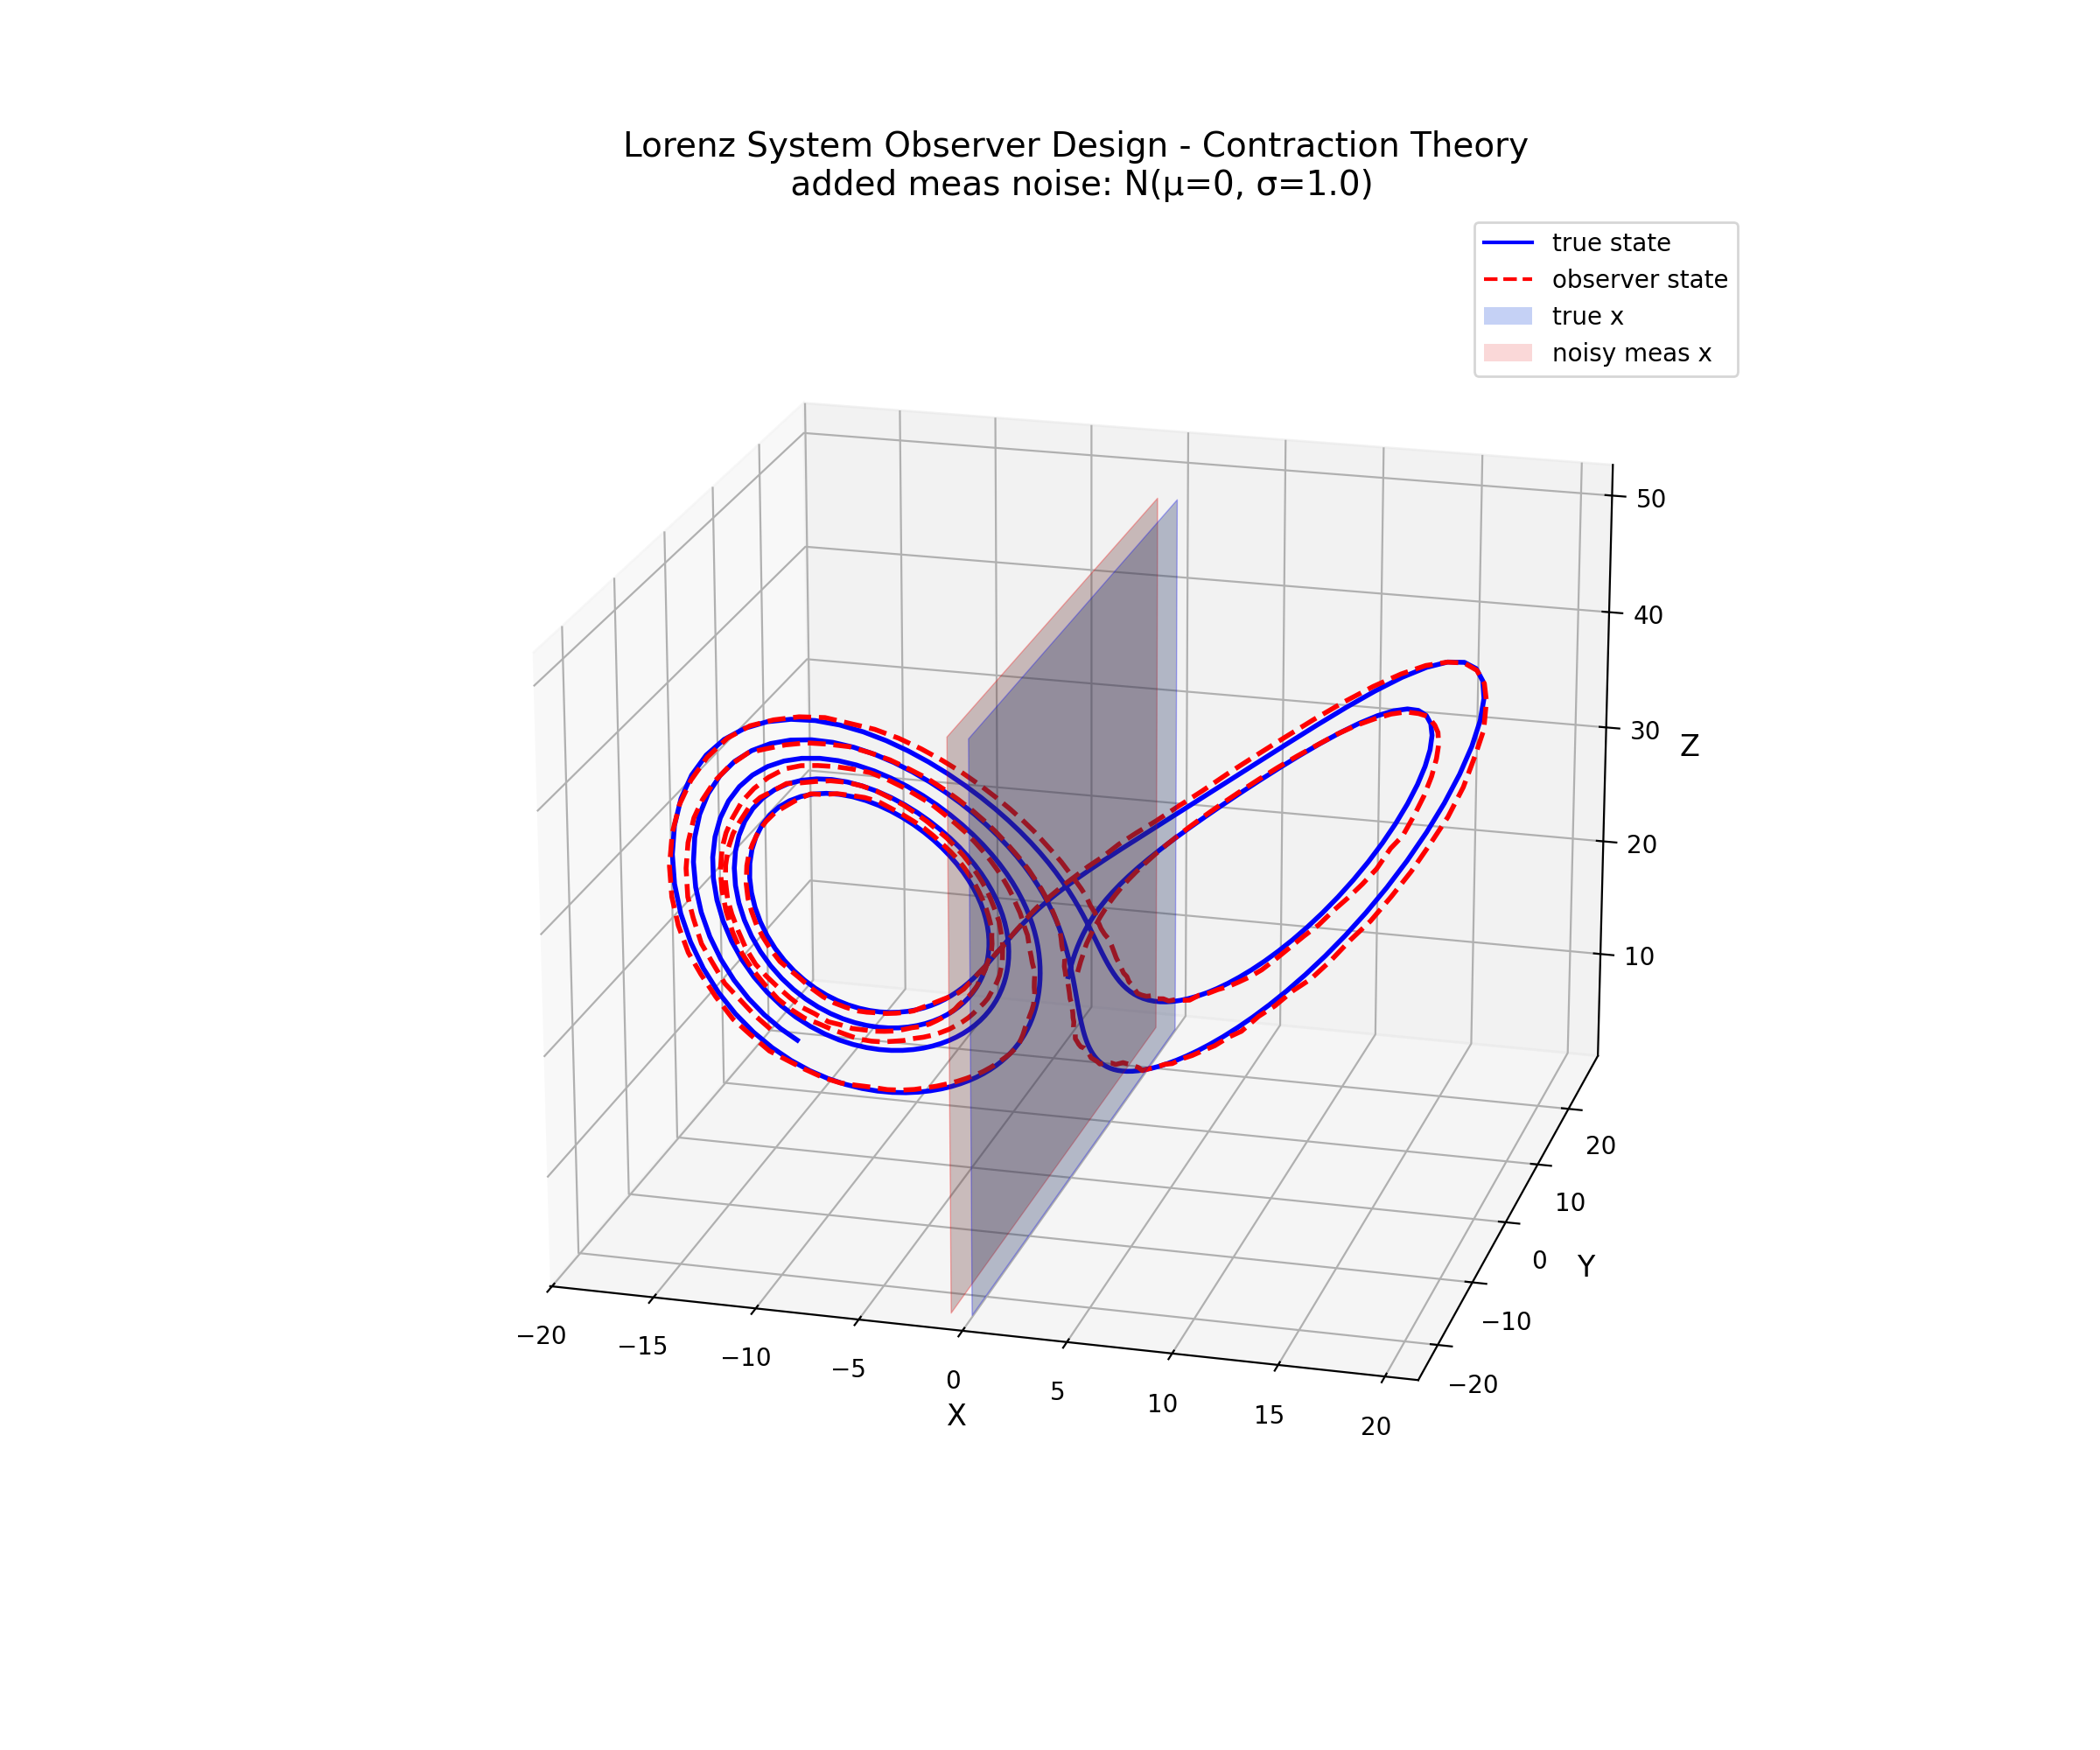 Lorenz System Observer Design - Contraction Theory
added meas noise: N(μ=0, σ=1.0)
true state
observer state
true x
noisy meas x
50
40
30
20
10
Z
20
10
0
−10
−20
Y
−20
−15
−10
−5
0
5
10
15
20
X